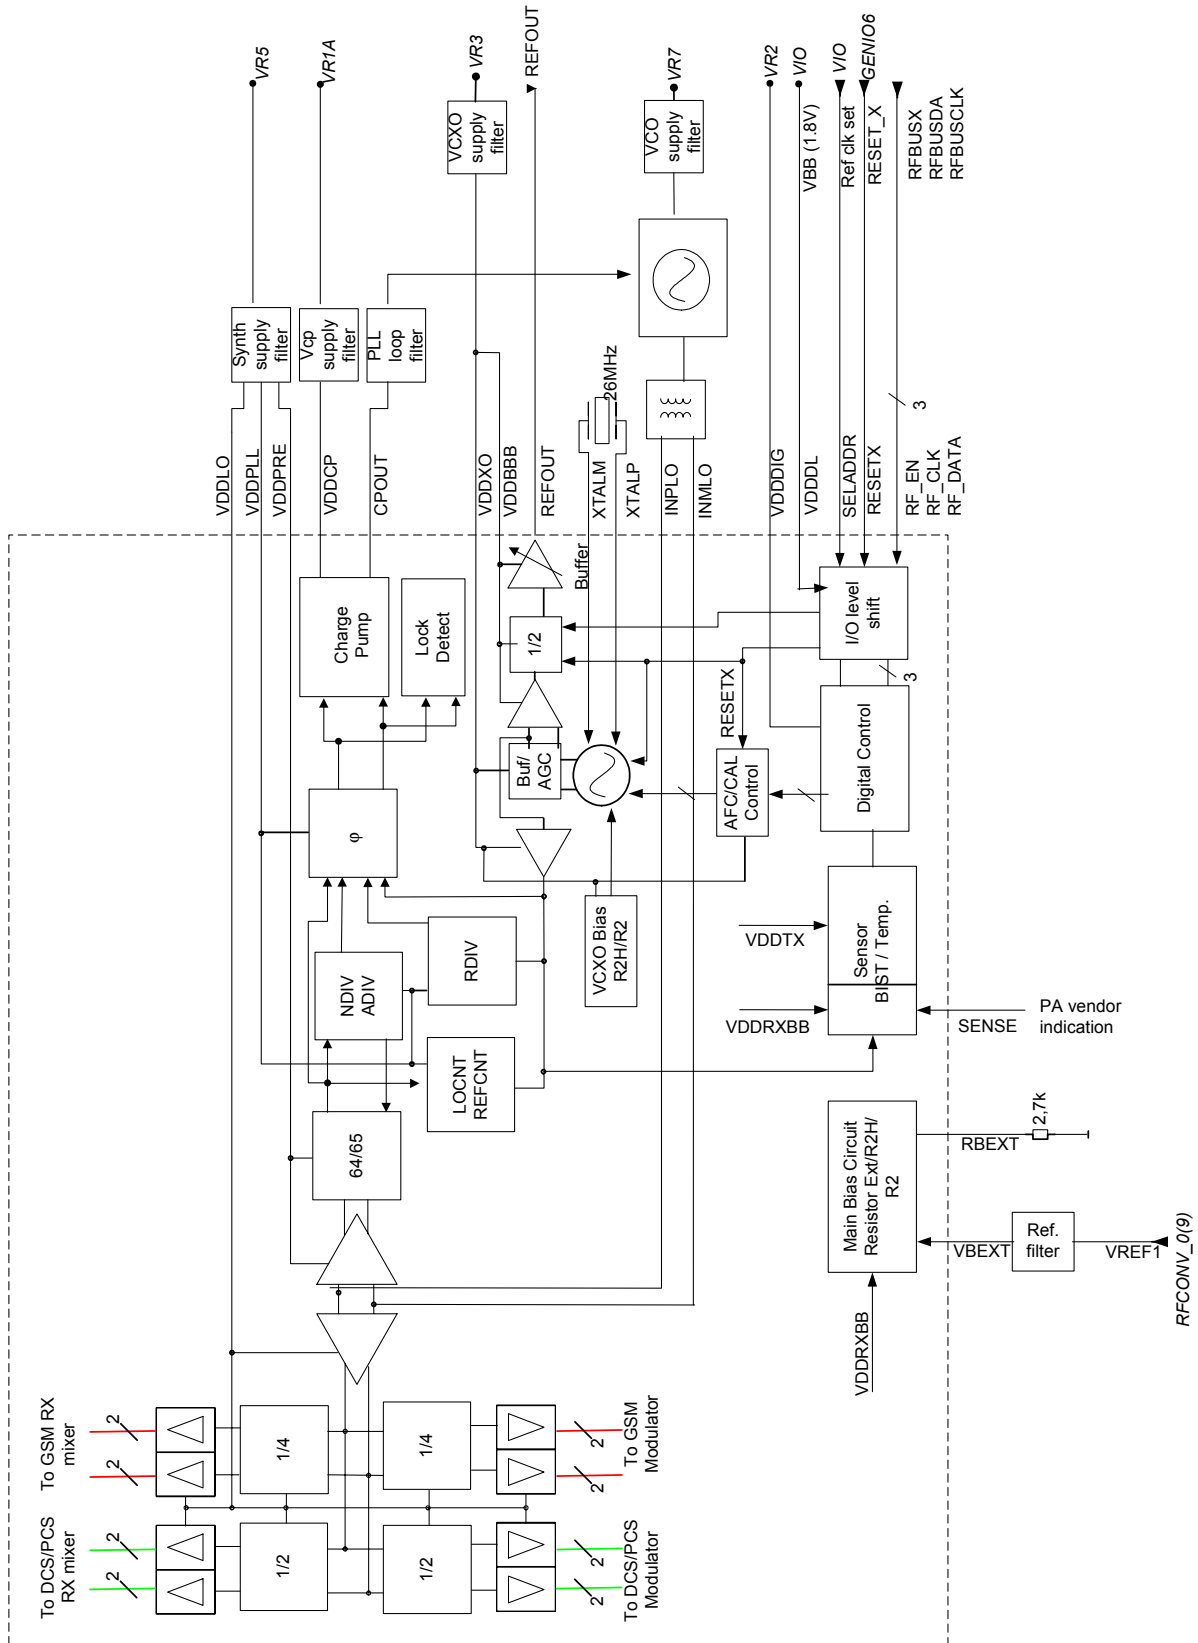 VR5
VR1A
VR3
REFOUT
VR7
VR2
VIO
VIO
GENIO6
VCXO
supply
filter
VCO
supply
filter
VBB (1.8V)
Ref clk set
RESET_X
RFBUSX
RFBUSDA
RFBUSCLK
Synth
supply
filter
Vcp
supply
filter
PLL
loop
filter
26MHz
3
VDDLO
VDDPLL
VDDPRE
VDDCP
CPOUT
VDDXO
VDDBBB
REFOUT
XTALM
XTALP
INPLO
INMLO
VDDDIG
VDDDL
SELADDR
RESETX
RF_EN
RF_CLK
RF_DATA
Buffer
Charge
Pump
Lock
Detect
1/2
I/O level
shift
3
RESETX
Buf/
AGC
AFC/CAL
Control
Digital Control
φ
VCXO Bias
R2H/R2
NDIV
ADIV
RDIV
LOCNT
REFCNT
64/65
VDDTX
Sensor
BIST / Temp.
VDDRXBB
SENSE
PA vendor
indication
Main Bias Circuit
Resistor Ext/R2H/
R2
RBEXT
2,7k
VBEXT
Ref.
filter
VREF1
RFCONV_0(9)
VDDRXBB
To GSM RX
mixer
2
2
1/4
1/4
2
2
To GSM
Modulator
To DCS/PCS
RX mixer
2
2
1/2
1/2
2
2
To DCS/PCS
Modulator